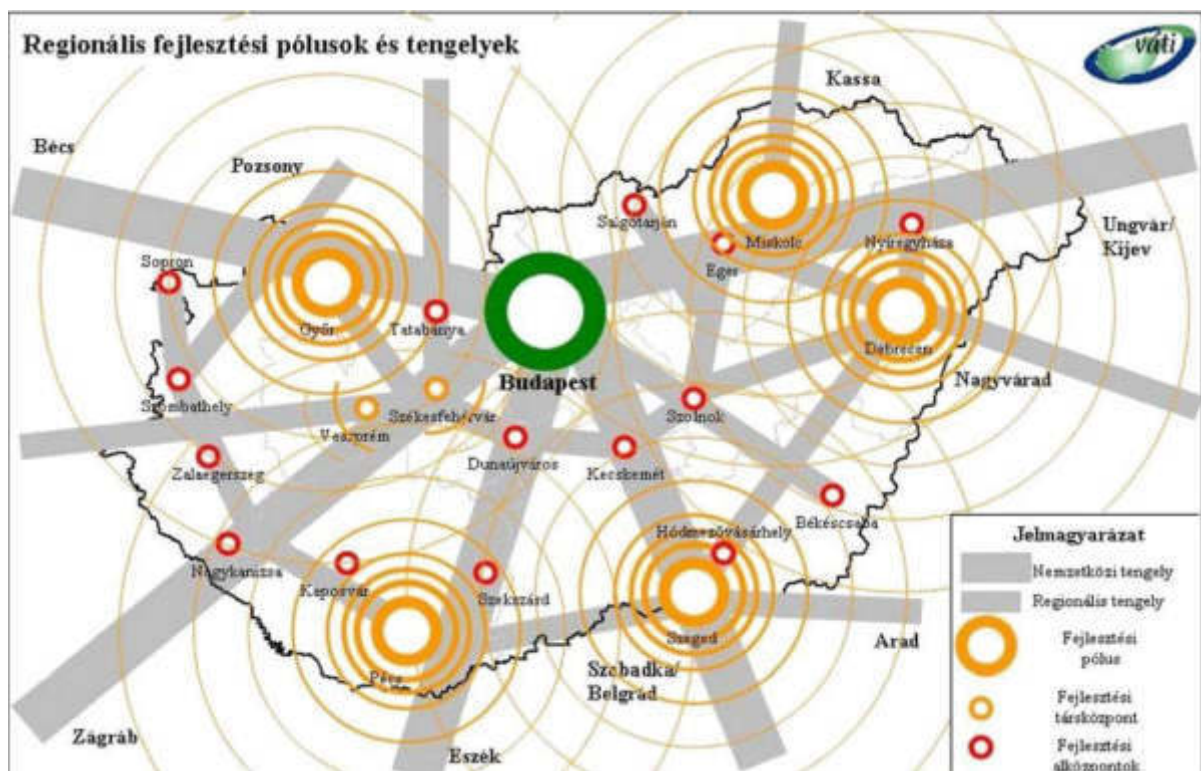 Regionális fejlesztési pólusok és tengelyek
váti
Kassa
Bécs
Pozsony
Salgótarján
Miskolc
Nyíregyháza
Ungvár/
Kijev
Eger
Sopron
Győr
Tatabánya
Debrecen
Budapest
Nagyvárad
Szombathely
Székesfehérvár
Szolnok
Veszprém
Zalaegerszeg
Dunaújváros
Kecskemét
Békéscsaba
Hódmezővásárhely
Nagykanizsa
Kaposvár
Szekszárd
Szeged
Arad
Pécs
Szabadka/
Belgrád
Zágráb
Eszék
Jelmagyarázat
Nemzetközi tengely
Regionális tengely
Fejlesztési
pólus
Fejlesztési
társközpont
Fejlesztési
alközpontok